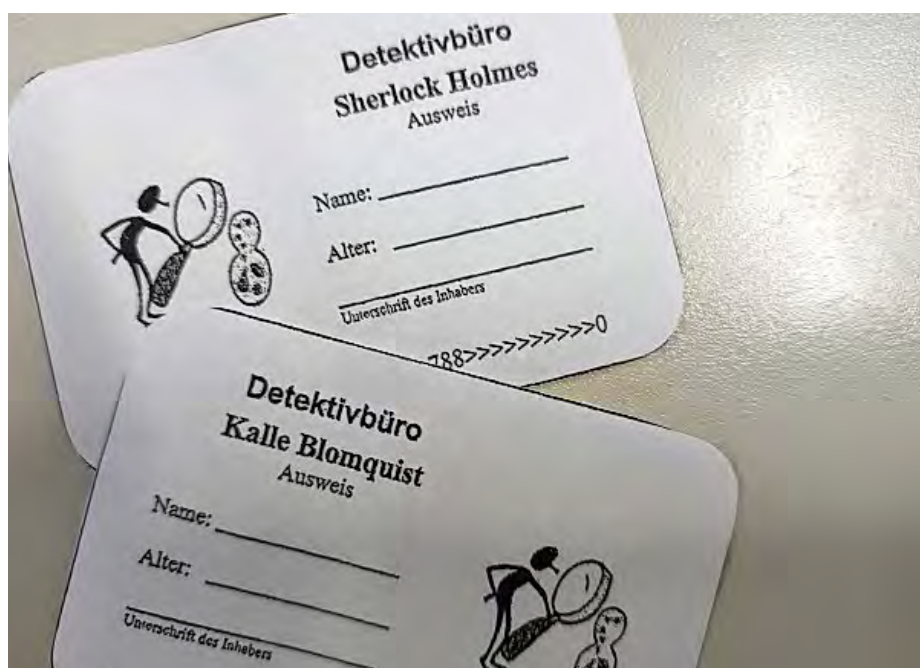 Detektivbüro
Sherlock Holmes
Ausweis
Name:
Alter:
Unterschrift des Inhabers
788>>>>>>>>>>>0
Detektivbüro
Kalle Blomquist
Ausweis
Name:
Alter:
Unterschrift des Inhabers